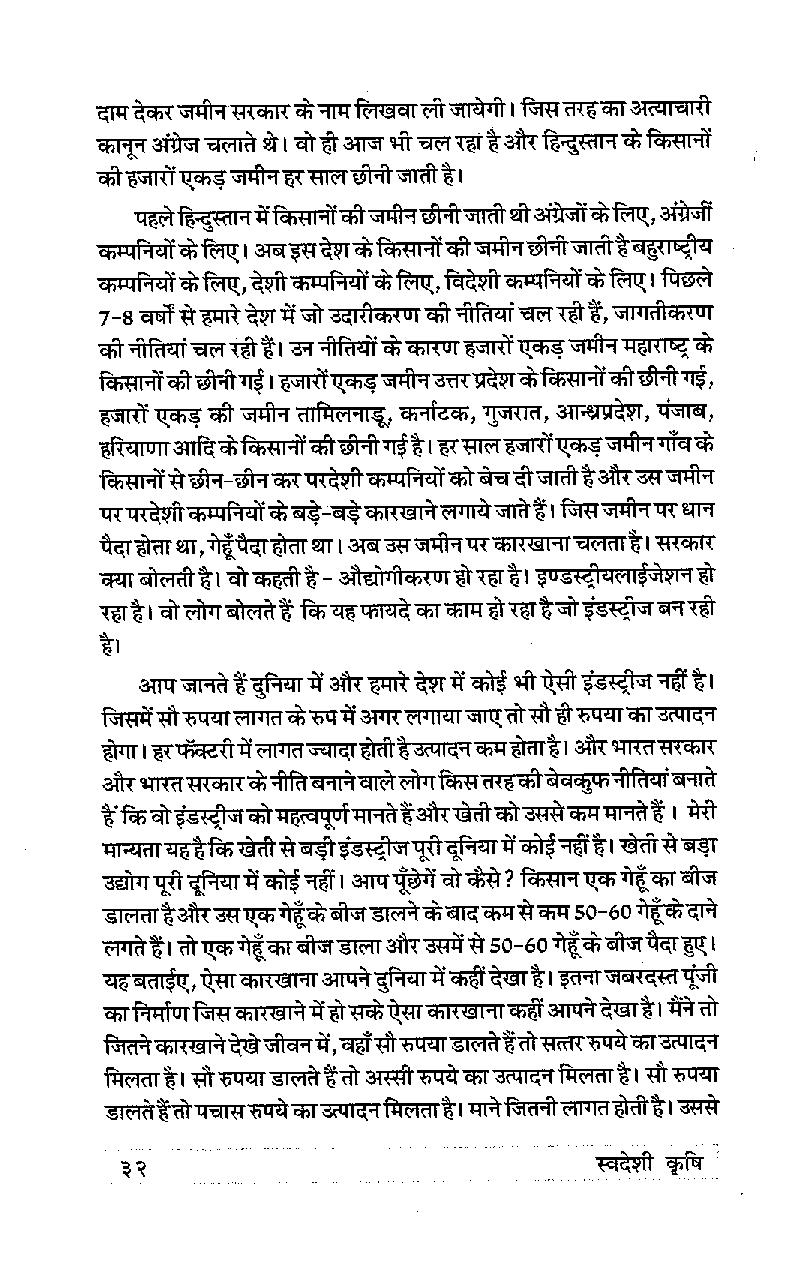 दाम देकर जमीन सरकार के नाम लिखवा ली जायेगी। जिस तरह का अत्याचारी
कानून अंग्रेज चलाते थे। वो ही आज भी चल रहा है और हिन्दुस्तान के किसानों
की हजारों एकड़ जमीन हर साल छीनी जाती है।
पहले हिन्दुस्तान में किसानों की जमीन छीनी जाती थी अंग्रेजों के लिए, अंग्रेजीं
कम्पनियों के लिए। अब इस देश के किसानों की जमीन छीनी जाती है बहुराष्ट्रीय
कम्पनियों के लिए, देशी कम्पनियों के लिए, विदेशी कम्पनियों के लिए। पिछले
7-8 वर्षों से हमारे देश में जो उदारीकरण की नीतियां चल रही हैं, जागतीकरण
की नीतियां चल रही हैं। उन नीतियों के कारण हजारों एकड़ जमीन महाराष्ट्र के
किसानों की छीनी गई। हजारों एकड़ जमीन उत्तर प्रदेश के किसानों की छीनी गई,
हजारों एकड़ की जमीन तामिलनाडू, कर्नाटक, गुजरात, आन्ध्रप्रदेश, पंजाब,
हरियाणा आदि के किसानों की छीनी गई है। हर साल हजारों एकड़ जमीन गाँव के
किसानों से छीन-छीन कर परदेशी कम्पनियों को बेच दी जाती है और उस जमीन
पर परदेशी कम्पनियों के बड़े-बड़े कारखाने लगाये जाते हैं। जिस जमीन पर धान
पैदा होता था, गेहूँ पैदा होता था। अब उस जमीन पर कारखाना चलता है। सरकार
क्या बोलती है। वो कहती है - औद्योगीकरण हो रहा है। इण्डस्ट्रीयलाईजेशन हो
रहा है। वो लोग बोलते हैं कि यह फायदे का काम हो रहा है जो इंडस्ट्रीज बन रही
है।
आप जानते हैं दुनिया में और हमारे देश में कोई भी ऐसी इंडस्ट्रीज नहीं है।
जिसमें सौ रुपया लागत के रुप में अगर लगाया जाए तो सौ ही रुपया का उत्पादन
होगा। हर फॅक्टरी में लागत ज्यादा होती है उत्पादन कम होता है। और भारत सरकार
और भारत सरकार के नीति बनाने वाले लोग किस तरह की बेवकुफ नीतियां बनाते
हैं कि वो इंडस्ट्रीज को महत्वपूर्ण मानते हैं और खेती को उससे कम मानते हैं । मेरी
मान्यता यह है कि खेती से बड़ी इंडस्ट्रीज पूरी दूनिया में कोई नहीं है। खेती से बड़ा
उद्योग पूरी दूनिया में कोई नहीं। आप पूँछेगें वो कैसे? किसान एक गेहूँ का बीज
डालता है और उस एक गेहूँ के बीज डालने के बाद कम से कम 50-60 गेहूँ के दाने
लगते हैं। तो एक गेहूँ का बीज डाला और उसमें से 50-60 गेहूँ के बीज पैदा हुए।
यह बताईए, ऐसा कारखाना आपने दुनिया में कहीं देखा है। इतना जबरदस्त पूंजी
का निर्माण जिस कारखाने में हो सके ऐसा कारखाना कहीं आपने देखा है। मैंने तो
जितने कारखाने देखे जीवन में, वहाँ सौ रुपया डालते हैं तो सत्तर रुपये का उत्पादन
मिलता है। सौ रुपया डालते हैं तो अस्सी रुपये का उत्पादन मिलता है। सौ रुपया
डालते हैं तो पचास रुपये का उत्पादन मिलता है। माने जितनी लागत होती है। उससे
३२ स्वदेशी कृषि